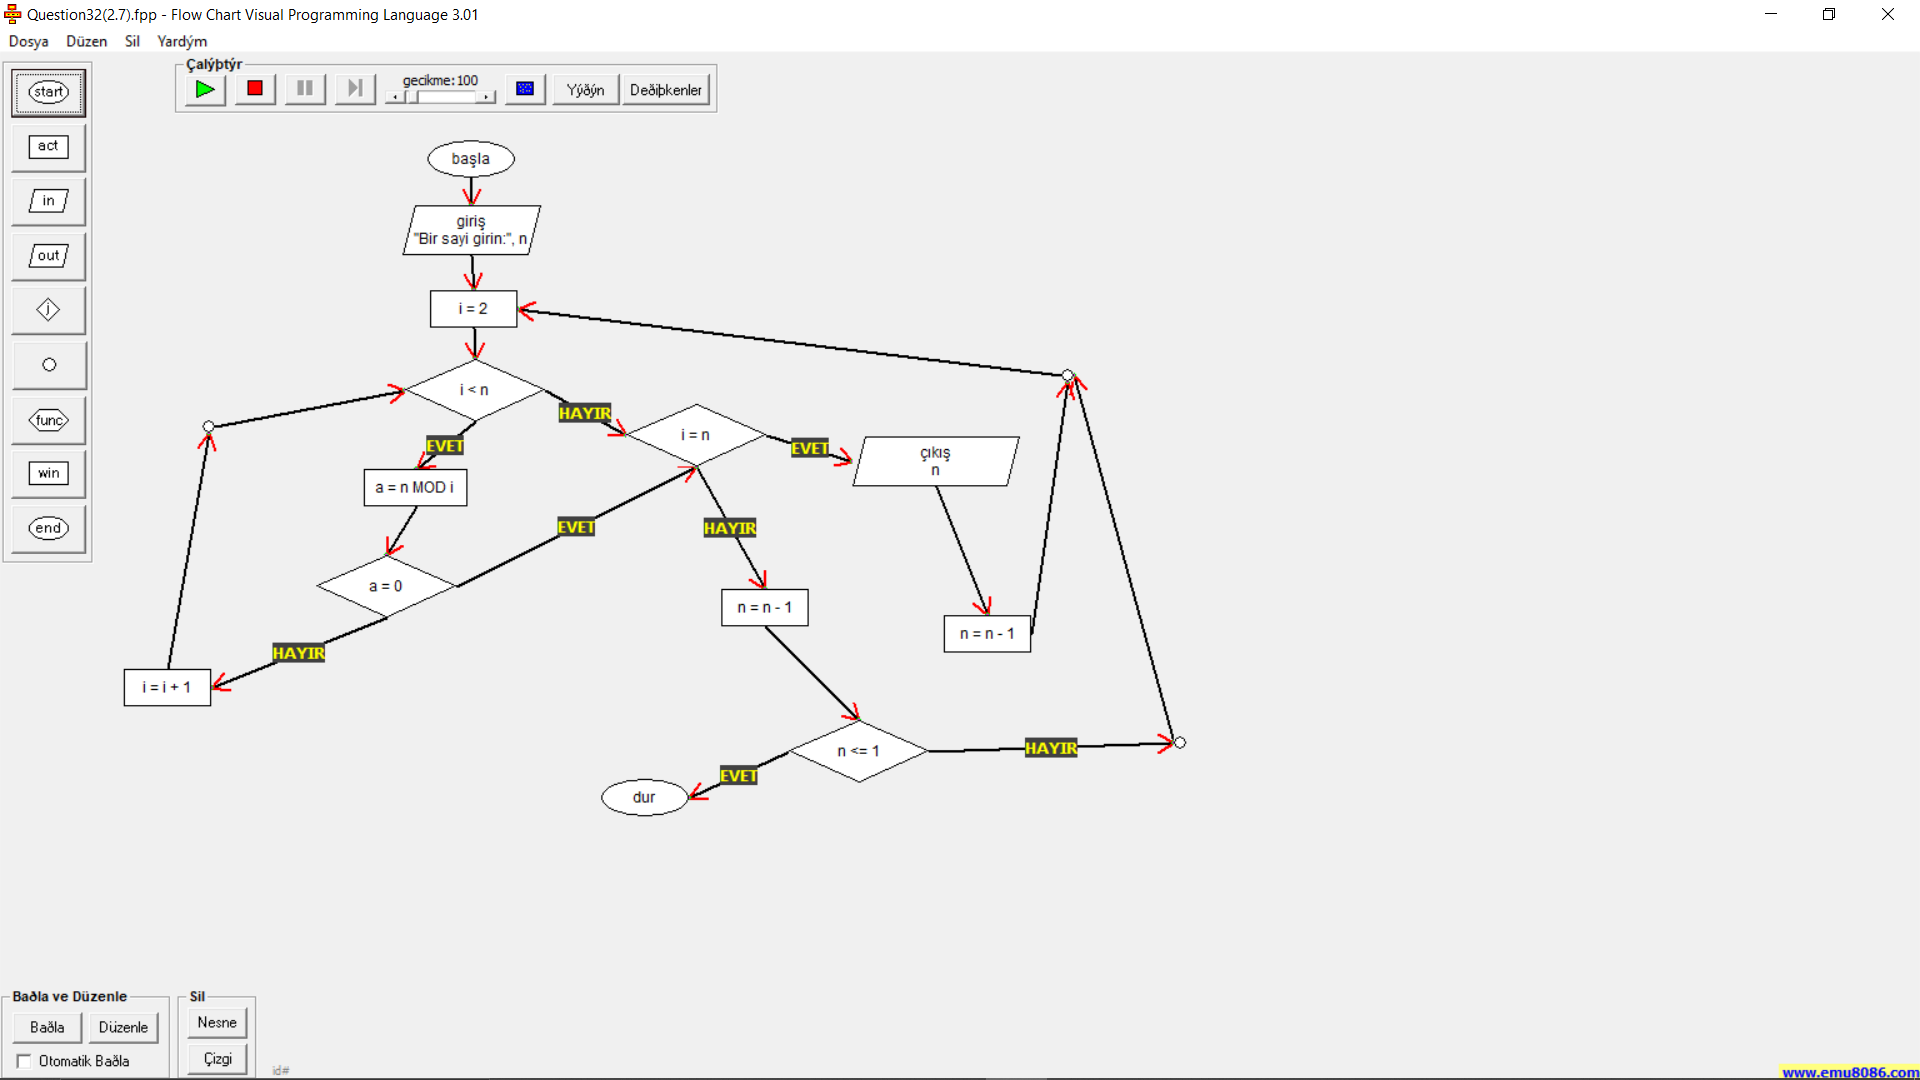 Question32(2.7).fpp - Flow Chart Visual Programming Language 3.01
Dosya Düzen Sil Yardým
Çalýþtýr
gecikme:100
Yýðýn
Deðiþkenler
start
act
in
out
j
func
win
end
başla
giriş
"Bir sayi girin:", n
i = 2
i < n
HAYIR
EVET
i = n
EVET
çıkış
n
a = n MOD i
EVET
HAYIR
a = 0
n = n - 1
n = n - 1
HAYIR
i = i + 1
n <= 1
HAYIR
EVET
dur
Baðla ve Düzenle
Baðla
Düzenle
Otomatik Baðla
Sil
Nesne
Çizgi
id#
www.emu8086.com